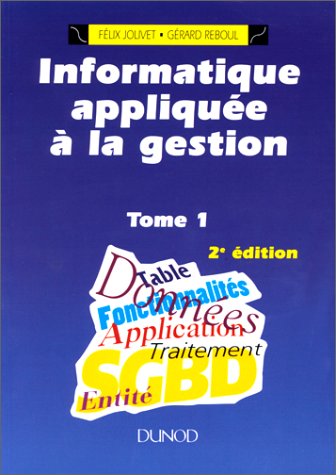 FÉLIX JOLIVET • GÉRARD REBOUL
Informatique
appliquée
à la gestion
Tome 1
2e édition
Table
Données
Fonctionnalités
Application
Traitement
SGBD
Entité
DUNOD